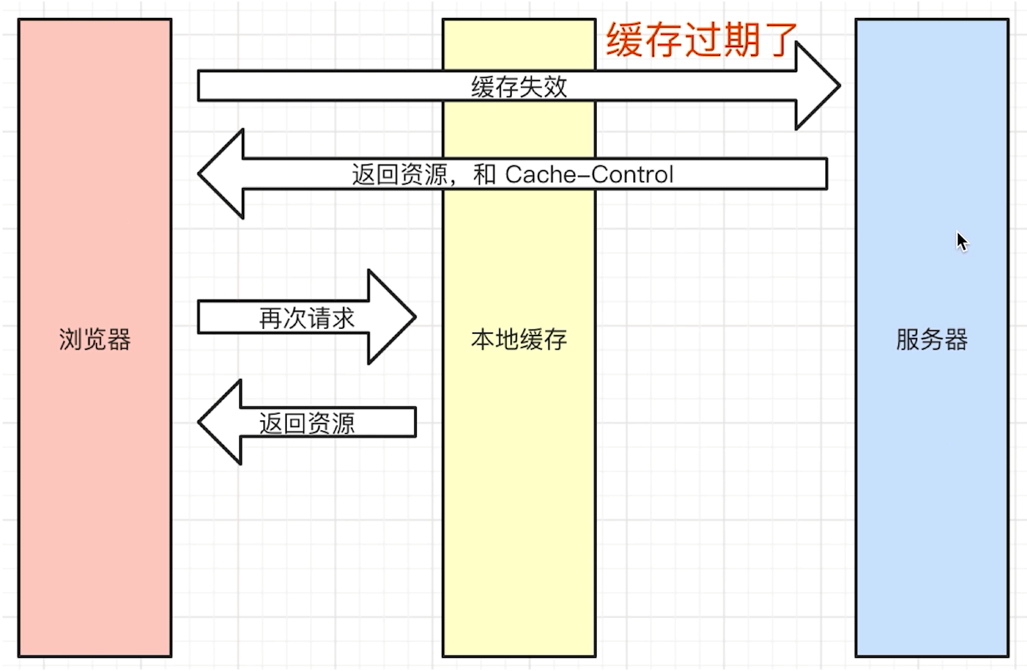 缓存过期了
缓存失效
返回资源，和 Cache-Control
再次请求
浏览器
本地缓存
服务器
返回资源